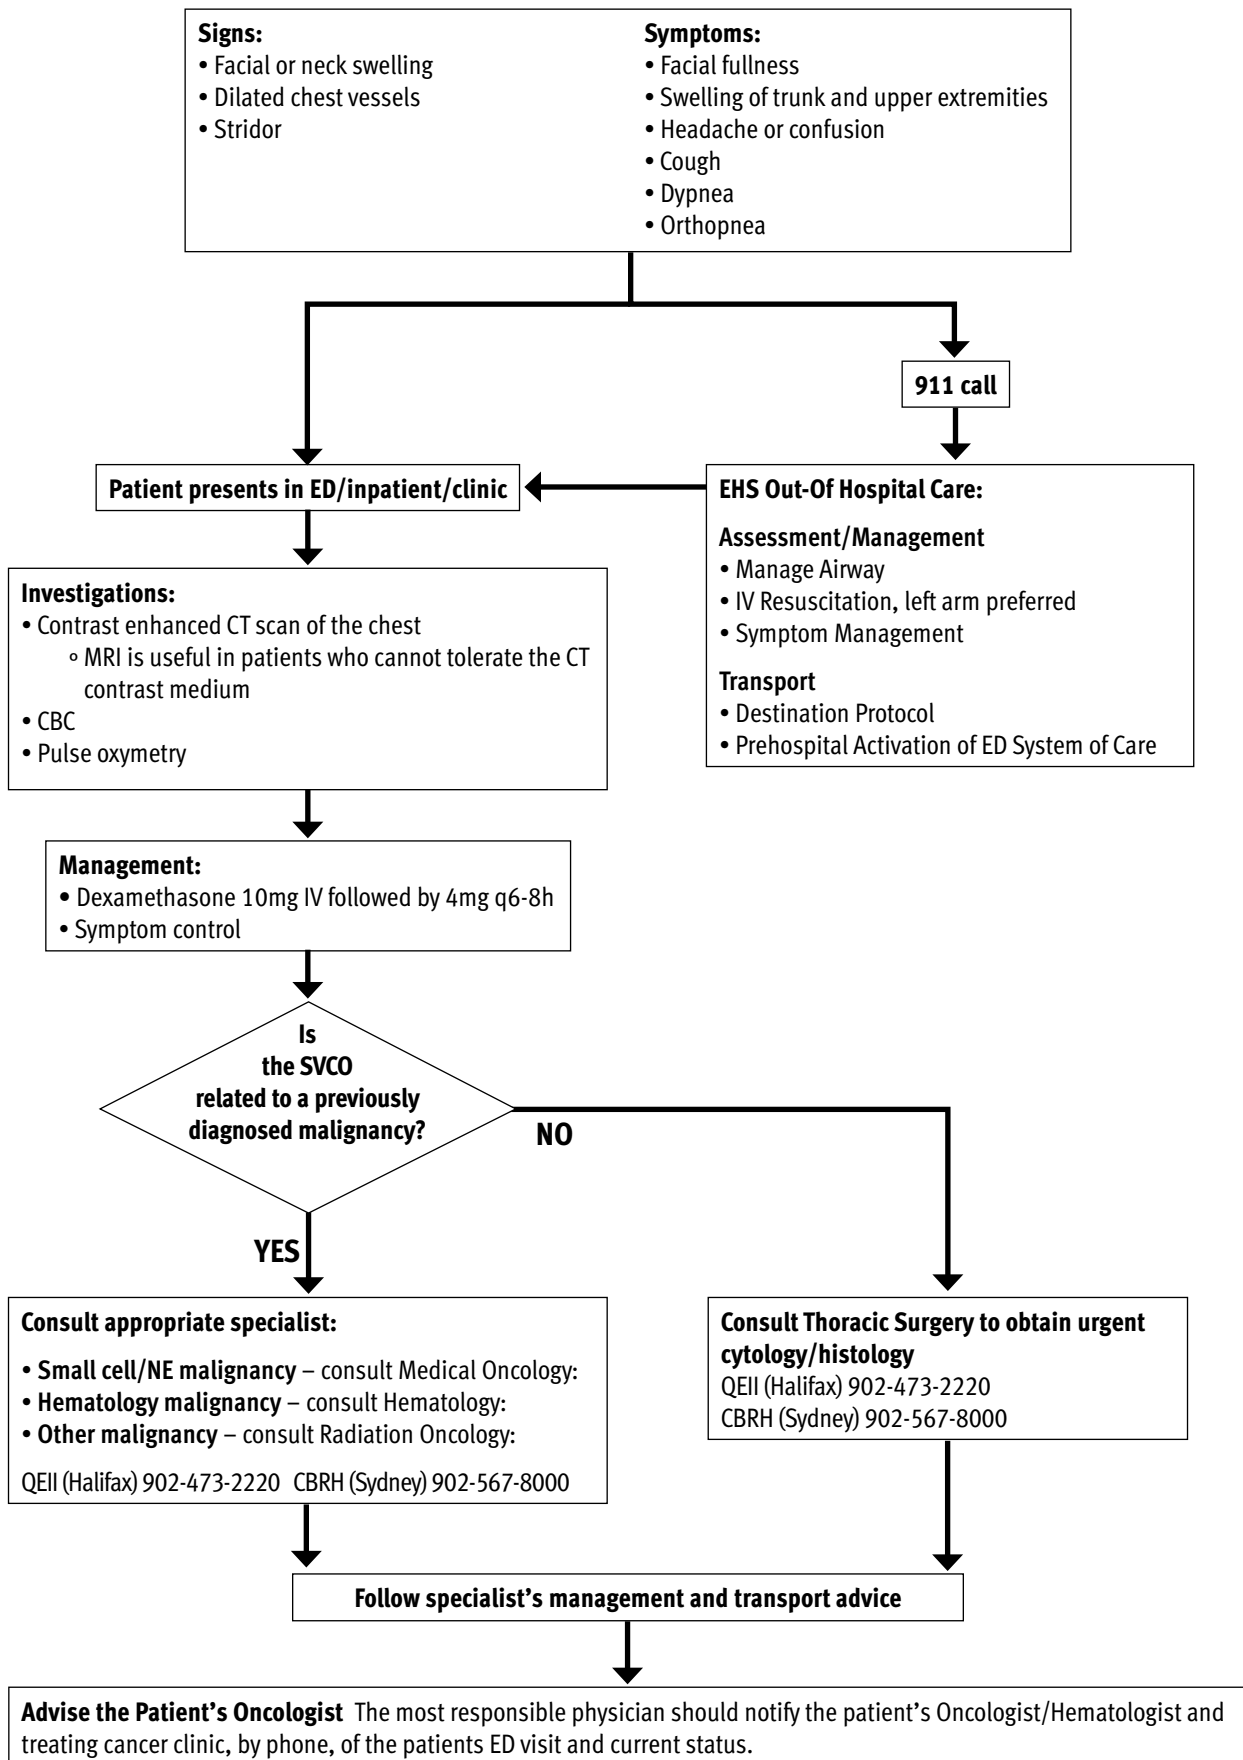 Signs:
• Facial or neck swelling
• Dilated chest vessels
• Stridor
Symptoms:
• Facial fullness
• Swelling of trunk and upper extremities
• Headache or confusion
• Cough
• Dypnea
• Orthopnea
911 call
Patient presents in ED/inpatient/clinic
EHS Out-Of Hospital Care:
Assessment/Management
• Manage Airway
• IV Resuscitation, left arm preferred
• Symptom Management
Transport
• Destination Protocol
• Prehospital Activation of ED System of Care
Investigations:
• Contrast enhanced CT scan of the chest
◦ MRI is useful in patients who cannot tolerate the CT
contrast medium
• CBC
• Pulse oxymetry
Management:
• Dexamethasone 10mg IV followed by 4mg q6-8h
• Symptom control
Is
the SVCO
related to a previously
diagnosed malignancy?
NO
YES
Consult appropriate specialist:
• Small cell/NE malignancy – consult Medical Oncology:
• Hematology malignancy – consult Hematology:
• Other malignancy – consult Radiation Oncology:
QEII (Halifax) 902-473-2220 CBRH (Sydney) 902-567-8000
Consult Thoracic Surgery to obtain urgent
cytology/histology
QEII (Halifax) 902-473-2220
CBRH (Sydney) 902-567-8000
Follow specialist’s management and transport advice
Advise the Patient’s Oncologist The most responsible physician should notify the patient’s Oncologist/Hematologist and
treating cancer clinic, by phone, of the patients ED visit and current status.